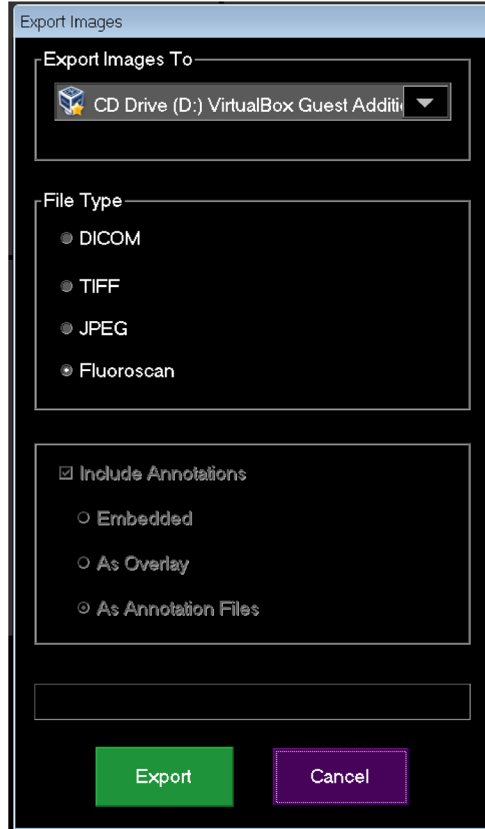 Export Images
Export Images To
CD Drive (D:) VirtualBox Guest Additi
File Type
DICOM
TIFF
JPEG
Fluoroscan
Include Annotations
Embedded
As Overlay
As Annotation Files
Export
Cancel